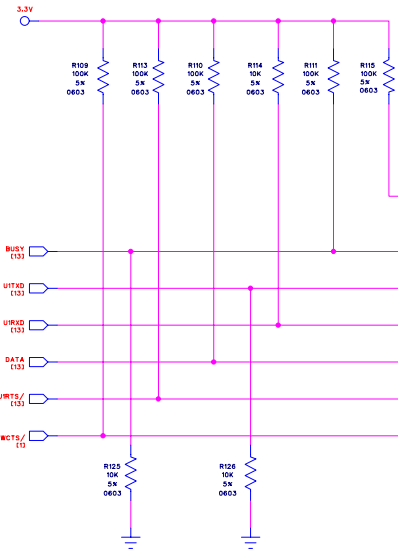 3.3V
R109
100K
5%
0603
R113
100K
5%
0603
R110
100K
5%
0603
R114
10K
5%
0603
R111
100K
5%
0603
R115
100K
5%
0603
BUSY
[13]
U1TXD
[13]
U1RXD
[13]
DATA
[13]
U1RTS/
[13]
WCTS/
[1]
R125
10K
5%
0603
R126
10K
5%
0603